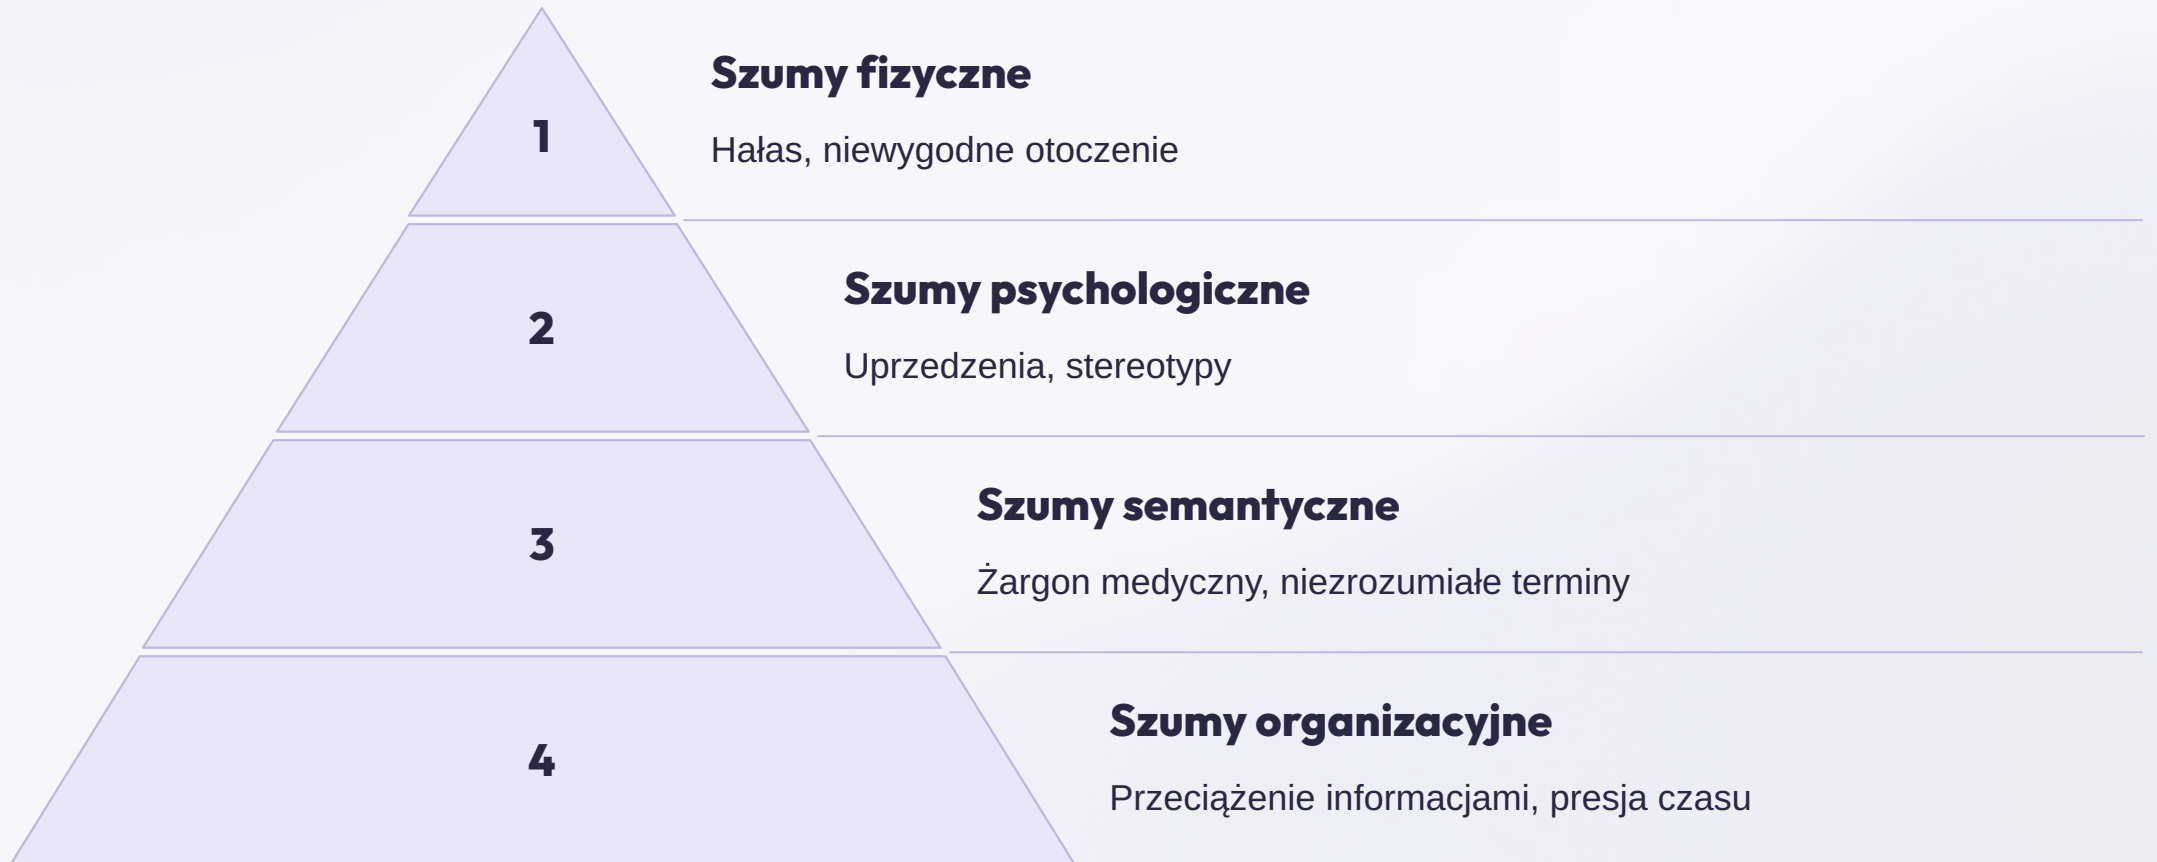 1
Szumy fizyczne
Hałas, niewygodne otoczenie
2
Szumy psychologiczne
Uprzedzenia, stereotypy
3
Szumy semantyczne
Żargon medyczny, niezrozumiałe terminy
4
Szumy organizacyjne
Przeciążenie informacjami, presja czasu